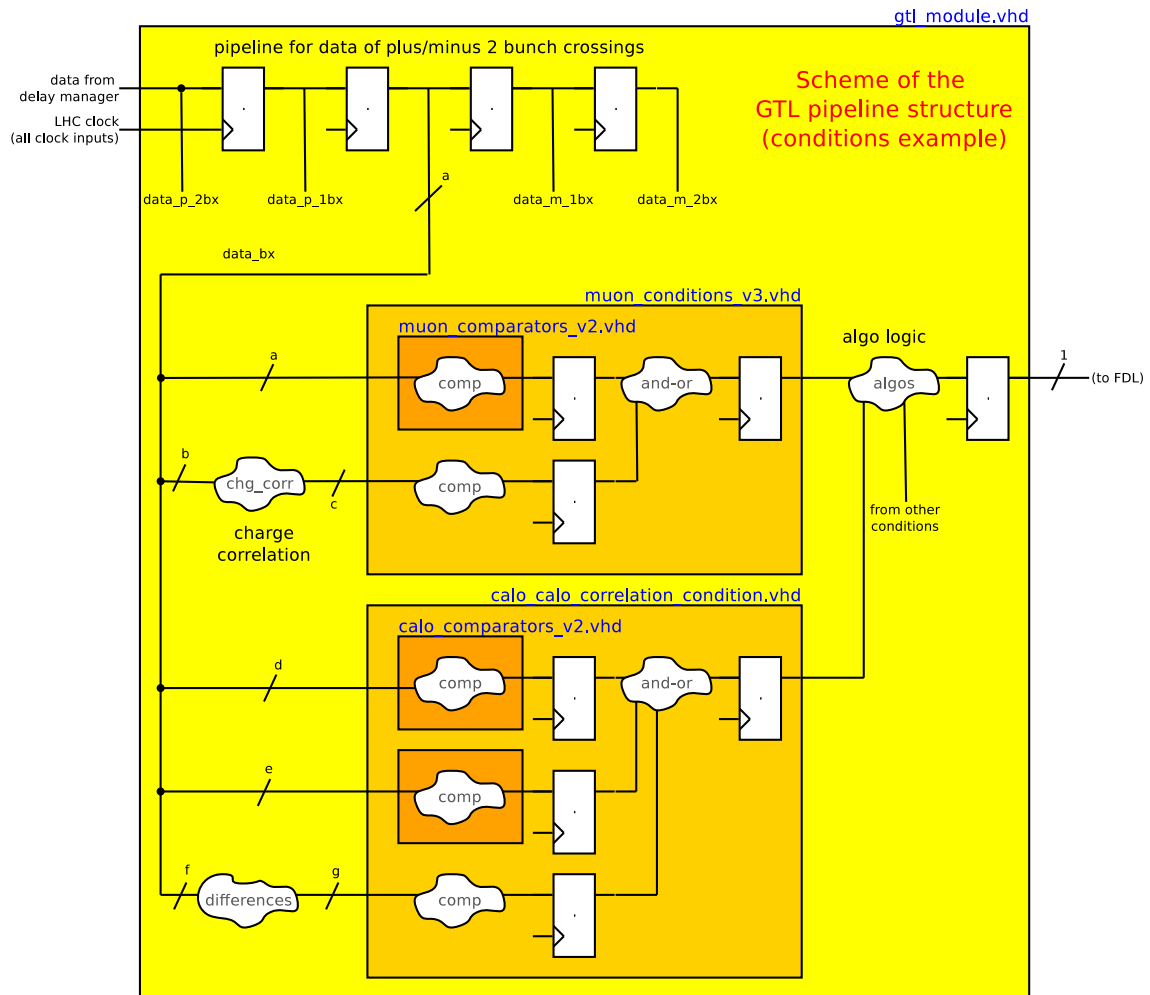 gtl_module.vhd
pipeline for data of plus/minus 2 bunch crossings
data from
delay manager
LHC clock
(all clock inputs)
Scheme of the
GTL pipeline structure
(conditions example)
a
data_p_2bx
data_p_1bx
data_m_1bx
data_m_2bx
data_bx
muon_conditions_v3.vhd
muon_comparators_v2.vhd
algo logic
a
comp
and-or
algos
1
(to FDL)
b
chg_corr
c
comp
charge
correlation
from other
conditions
calo_calo_correlation_condition.vhd
calo_comparators_v2.vhd
d
comp
and-or
e
comp
f
differences
g
comp